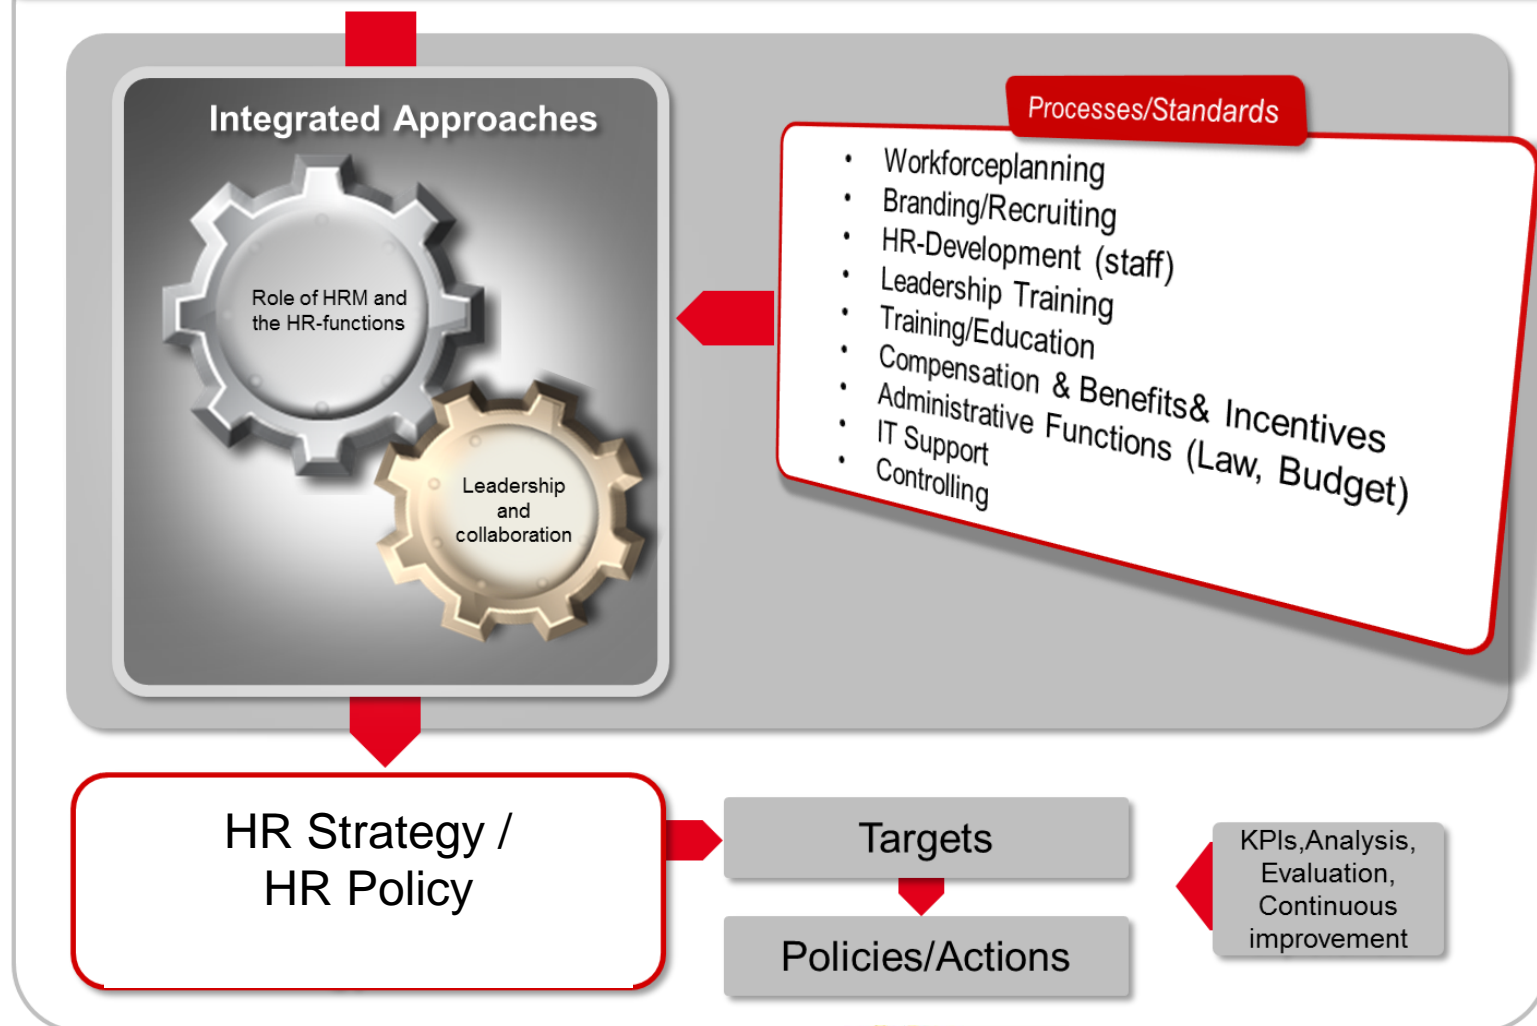 Integrated Approaches
Role of HRM and
the HR-functions
Leadership
and
collaboration
Processes/Standards
• Workforceplanning
• Branding/Recruiting
• HR-Development (staff)
• Leadership Training
• Training/Education
• Compensation & Benefits& Incentives
• Administrative Functions (Law, Budget)
• IT Support
• Controlling
HR Strategy /
HR Policy
Targets
Policies/Actions
KPIs,Analysis,
Evaluation,
Continuous
improvement